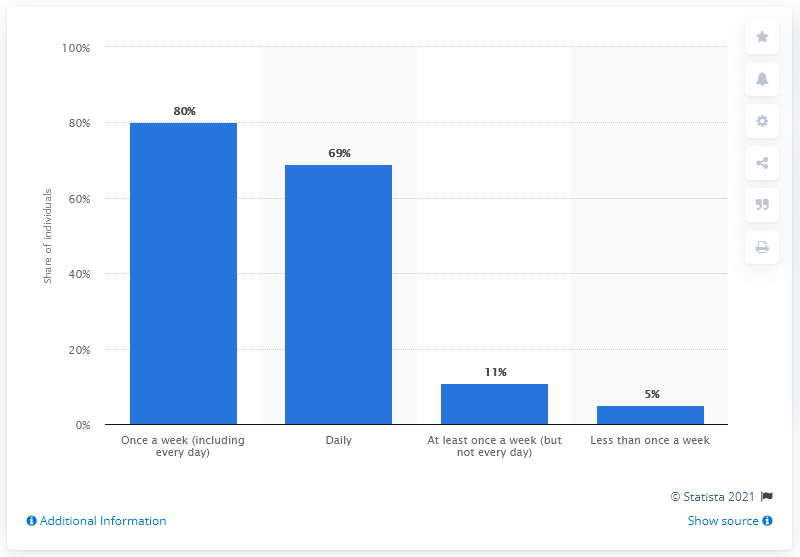 100%
80%
60%
40%
20%
0%
Share of individuals
80%
69%
11%
5%
Once a week (including
every day)
Daily
At least once a week (but
not every day)
Less than once a week
© Statista 2021
Additional Information
Show source